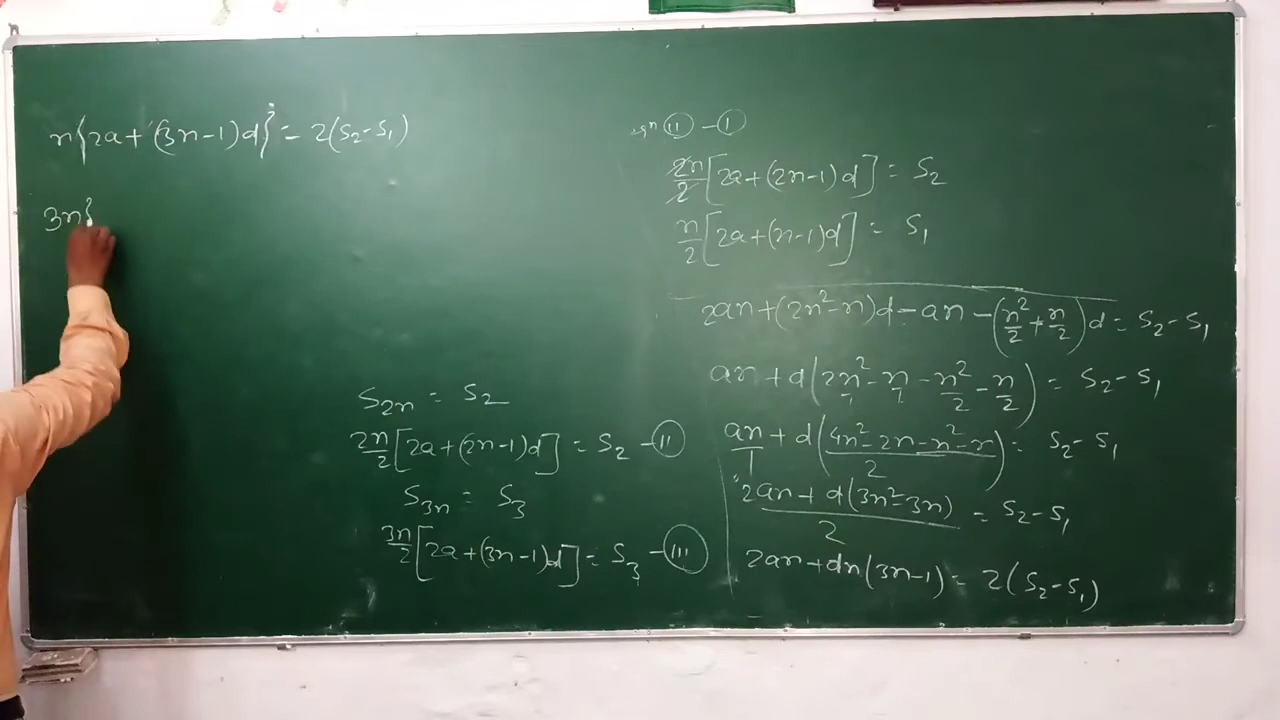 n{2a+(3n-1)d} = 2(S₂-S₁)
3n{
S₂ₙ = S₂
2n/2[2a+(2n-1)d] = S₂ -(II)
S₃ₙ = S₃
3n/2[2a+(3n-1)d] = S₃ -(III)
(II) - (I)
2n/2[2a+(2n-1)d] = S₂
n/2[2a+(n-1)d] = S₁
2an+(2n²-n)d-an-(n²/2+n/2)d = S₂-S₁
an+d(2n²/1-n/1-n²/2-n/2) = S₂-S₁
an/1+d(4n²-2n-n²-n/2) = S₂-S₁
2an+d(3n²-3n)/2 = S₂-S₁
2an+dn(3n-1) = 2(S₂-S₁)